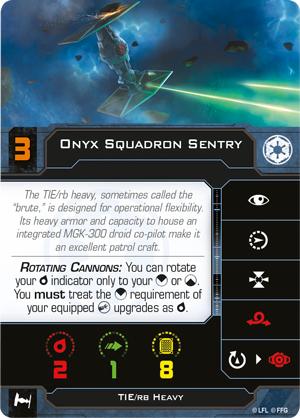 3 ONYX SQUADRON SENTRY
The TIE/rb heavy, sometimes called the
"brute," is designed for operational flexibility.
Its heavy armor and capacity to house an
integrated MGK-300 droid co-pilot make it
an excellent patrol craft.
ROTATING CANNONS: You can rotate
your indicator only to your or .
You must treat the requirement of
your equipped upgrades as .
2 1 8
TIE/RB HEAVY
© LFL © FFG